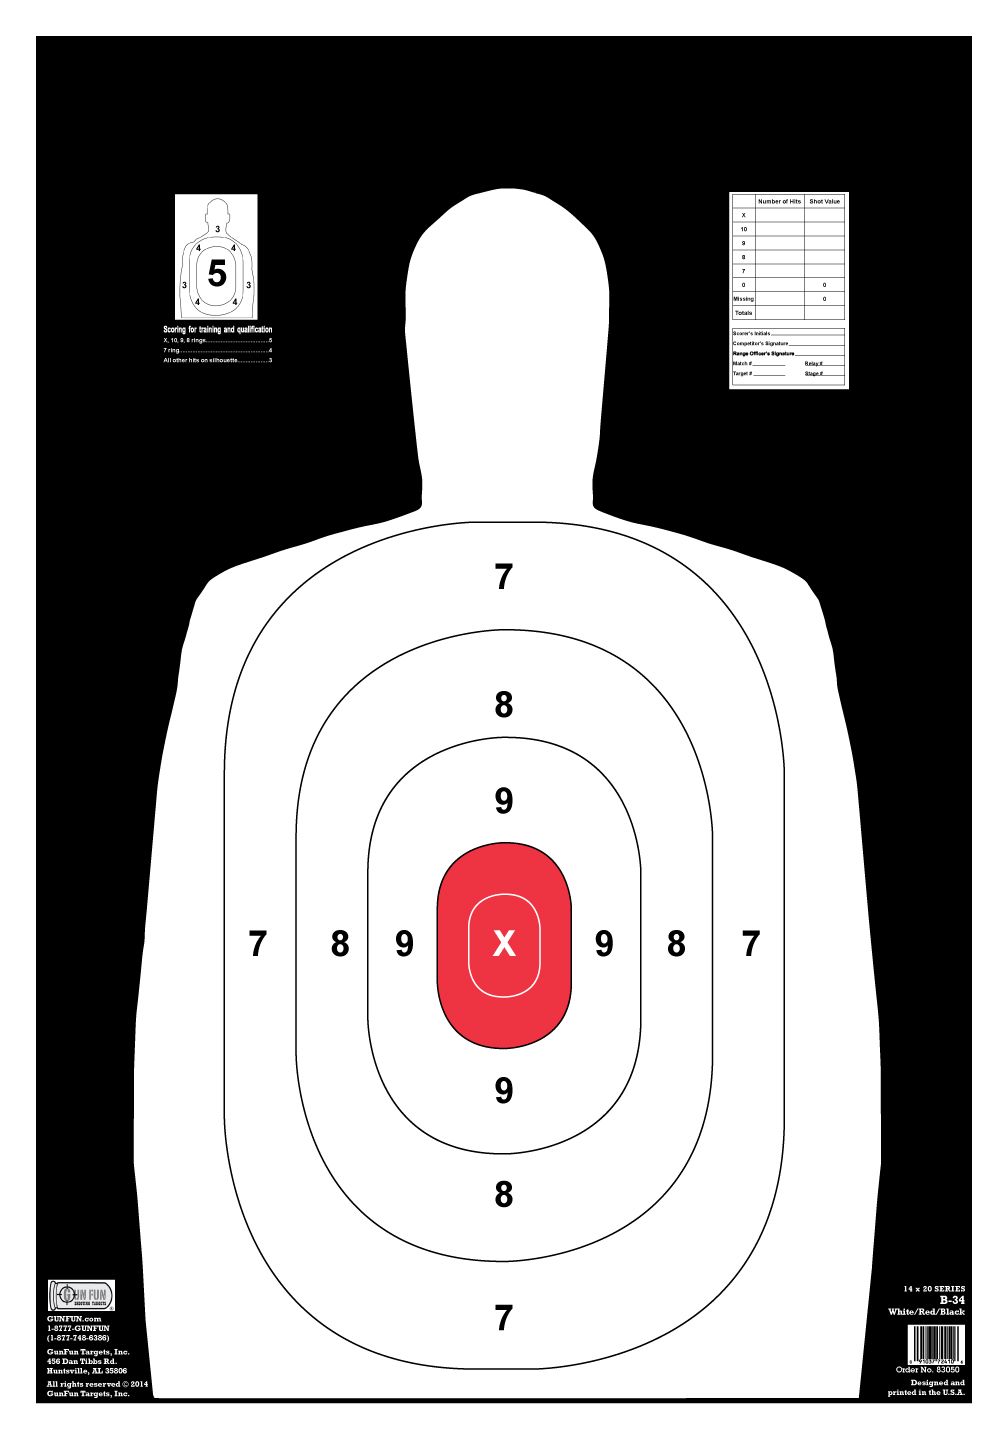 3
4 4
5
3 3
4 4
Scoring for training and qualification
X, 10, 9, 8 rings 5
7 ring 4
All other hits on silhouette 3
Number of Hits Shot Value
X
10
9
8
7
0 0
Missing 0
Totals
Scorer's Initials
Competitor's Signature
Range Officer's Signature
Match # Relay #
Target # Stage #
7
8
9
7 8 9 X 9 8 7
9
8
7
GUN FUN
SHOOTING TARGETS
GUNFUN.com
1-8777-GUNFUN
(1-877-748-6386)
GunFun Targets, Inc.
456 Dan Tibbs Rd.
Huntsville, AL 35806
All rights reserved © 2014
GunFun Targets, Inc.
14 x 20 SERIES
B-34
White/Red/Black
Order No. 83050
Designed and
printed in the U.S.A.